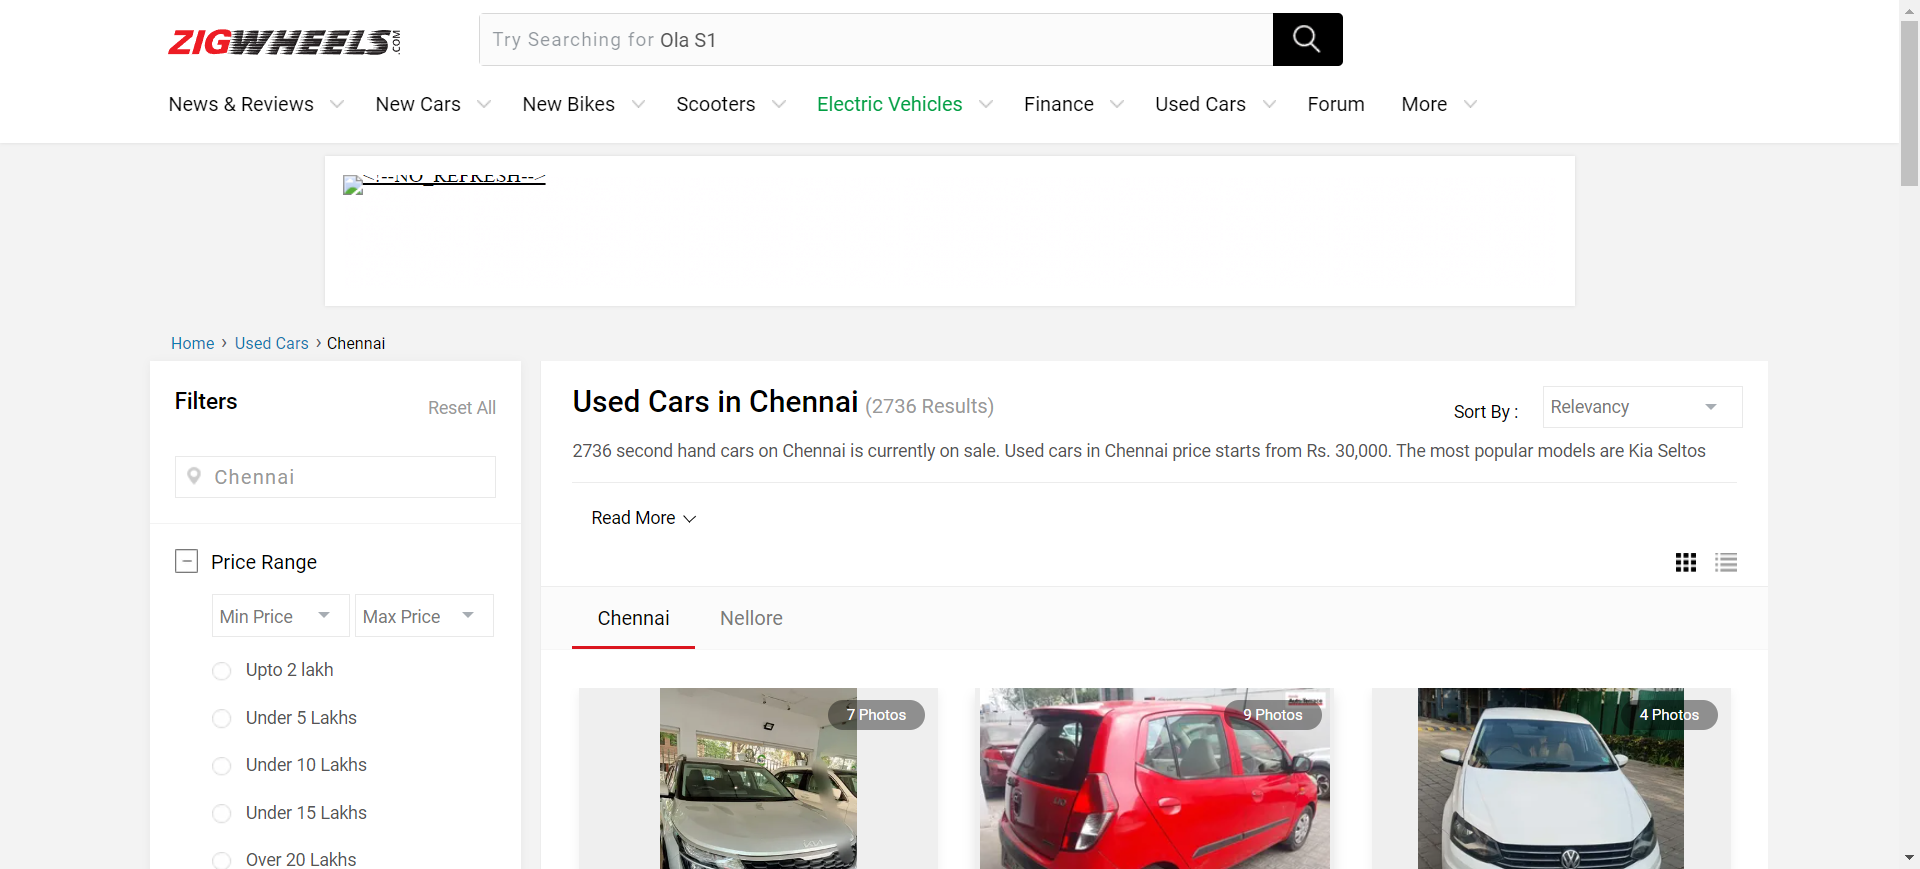 ZIGWHEELS.COM
Try Searching for Ola S1
News & Reviews New Cars New Bikes Scooters Electric Vehicles Finance Used Cars Forum More
<!--NO_REFRESH-->
Home › Used Cars › Chennai
Filters
Reset All
Chennai
Price Range
Min Price Max Price
Upto 2 lakh
Under 5 Lakhs
Under 10 Lakhs
Under 15 Lakhs
Over 20 Lakhs
Used Cars in Chennai (2736 Results)
Sort By : Relevancy
2736 second hand cars on Chennai is currently on sale. Used cars in Chennai price starts from Rs. 30,000. The most popular models are Kia Seltos
Read More
Chennai Nellore
7 Photos
9 Photos
4 Photos